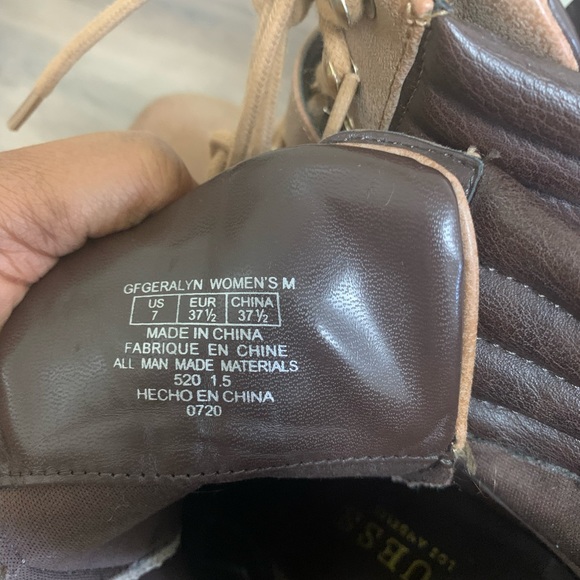 GFGERALYN WOMEN'S M
US EUR CHINA
7 37 ½ 37 ½
MADE IN CHINA
FABRIQUE EN CHINE
ALL MAN MADE MATERIALS
520 1.5
HECHO EN CHINA
0720
UESS